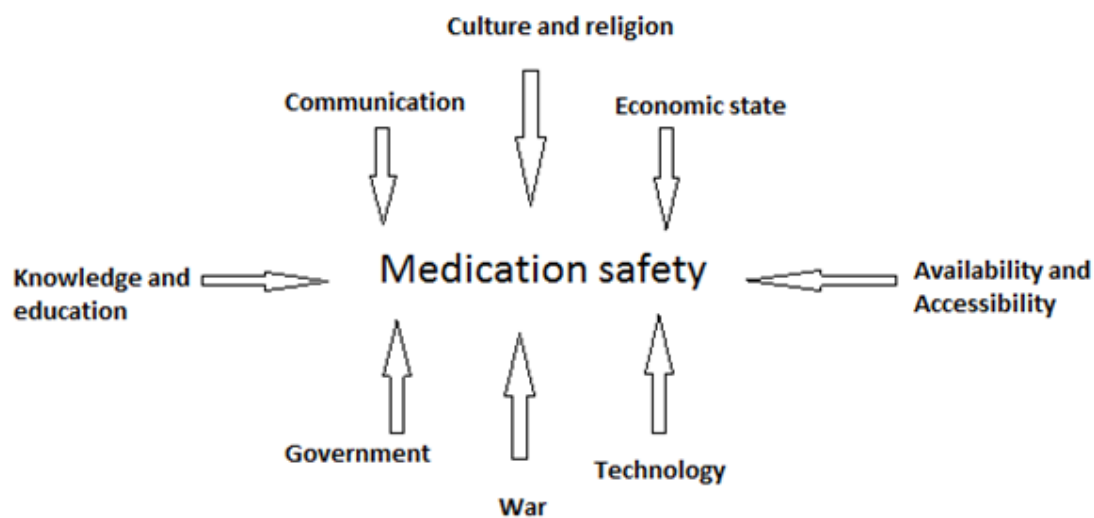 Culture and religion
Communication
Economic state
Knowledge and
education
Medication safety
Availability and
Accessibility
Government
Technology
War